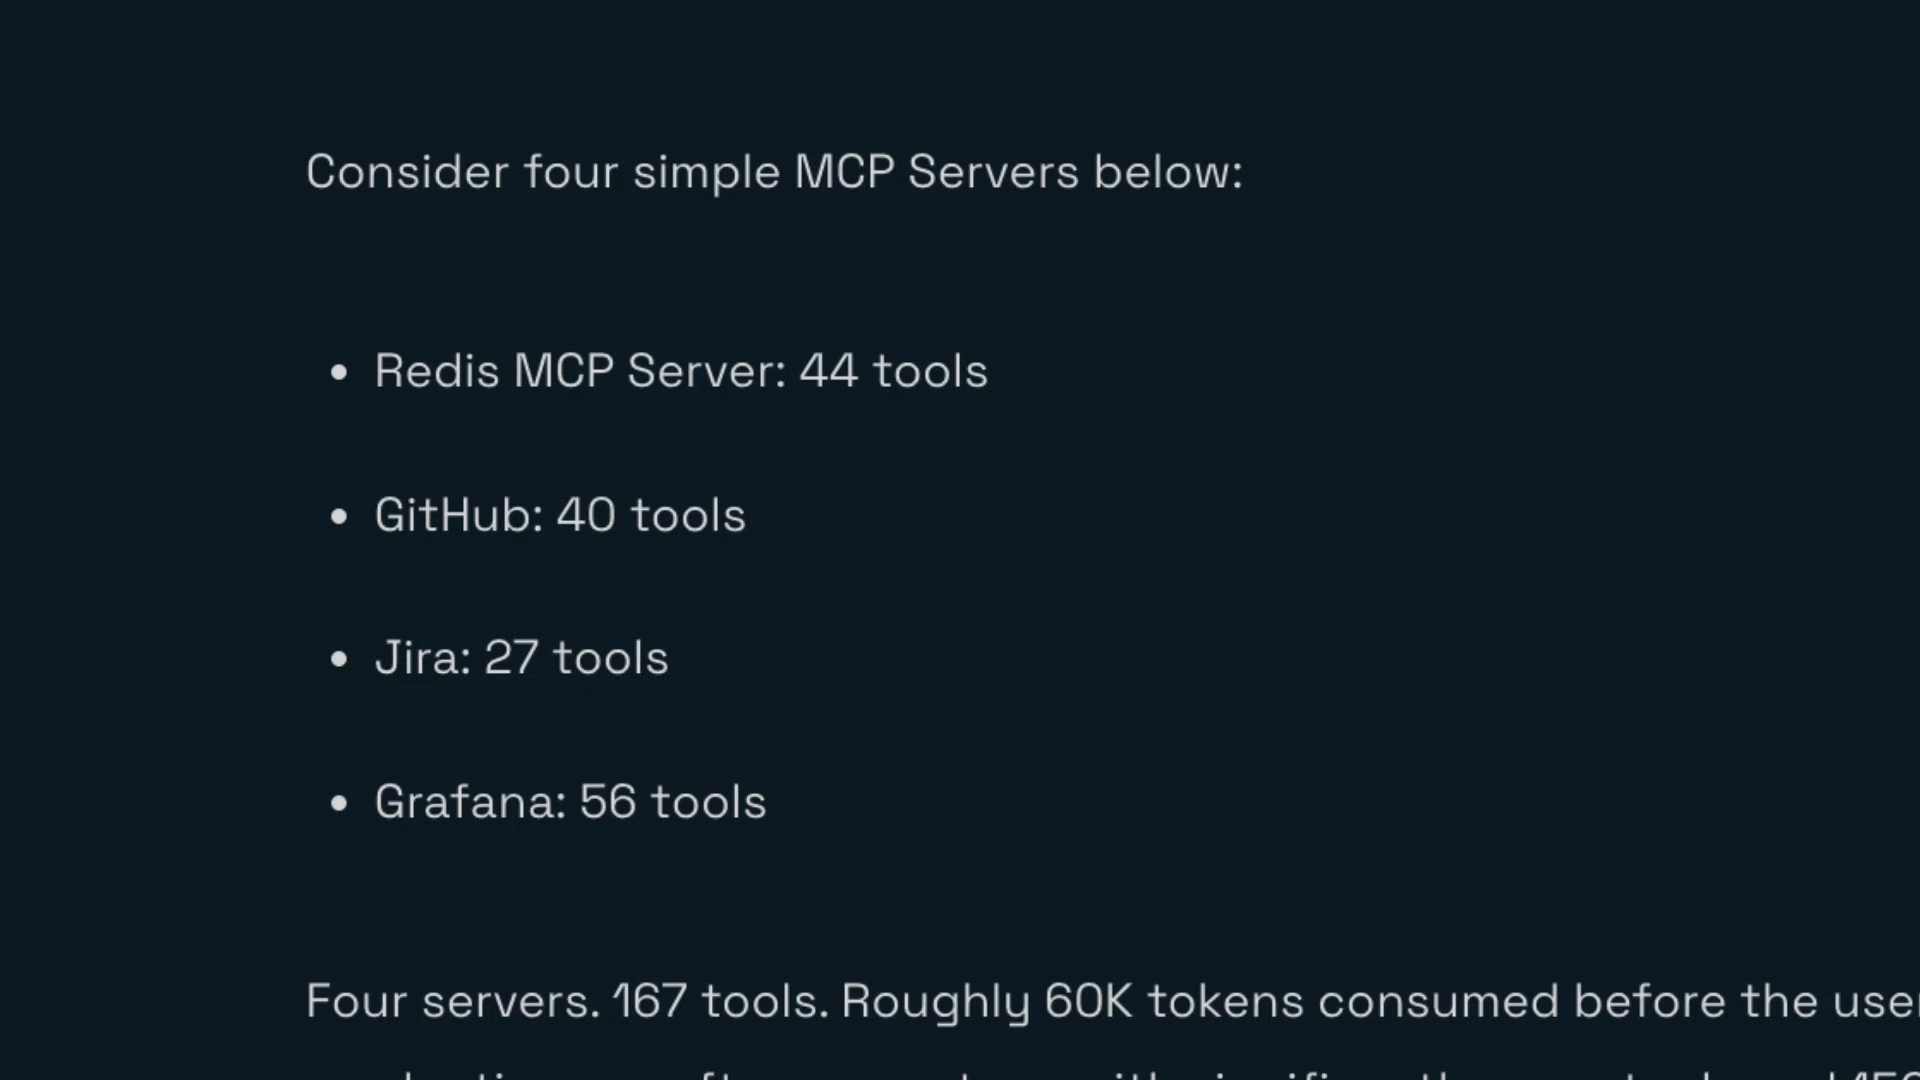 Consider four simple MCP Servers below:
• Redis MCP Server: 44 tools
• GitHub: 40 tools
• Jira: 27 tools
• Grafana: 56 tools
Four servers. 167 tools. Roughly 60K tokens consumed before the